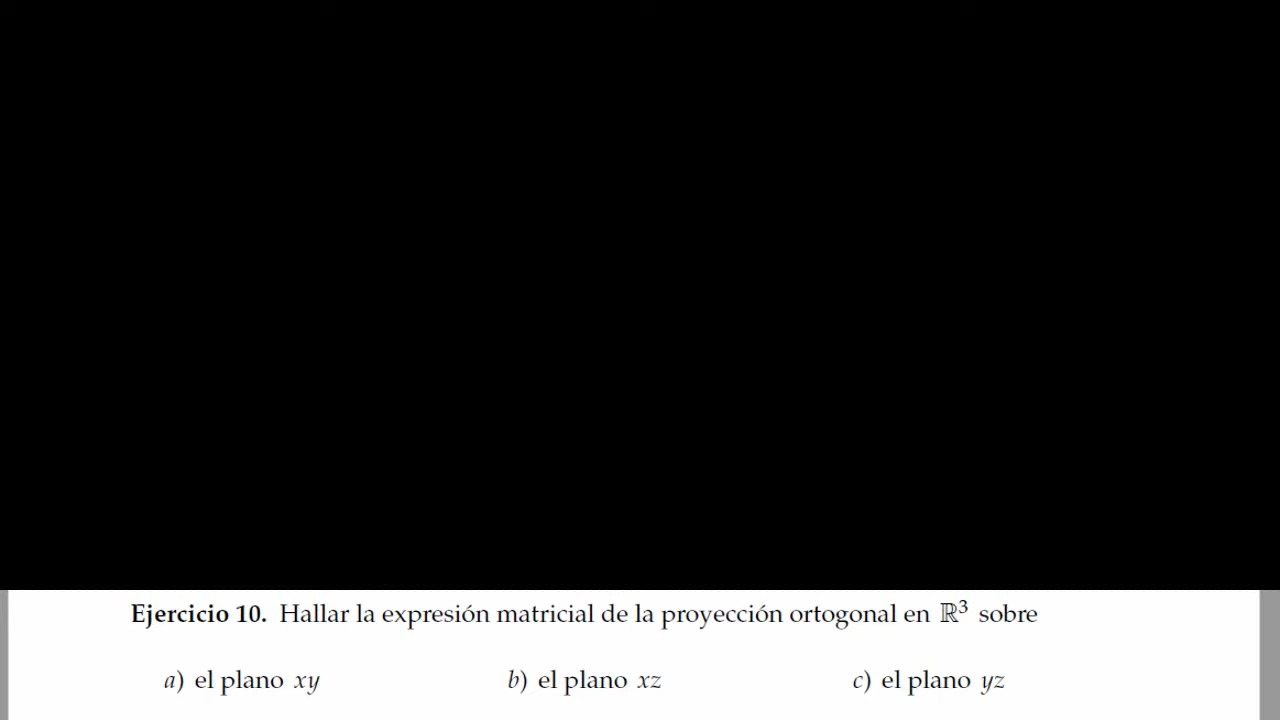 Ejercicio 10. Hallar la expresión matricial de la proyección ortogonal en ℝ³ sobre
a) el plano xy b) el plano xz c) el plano yz